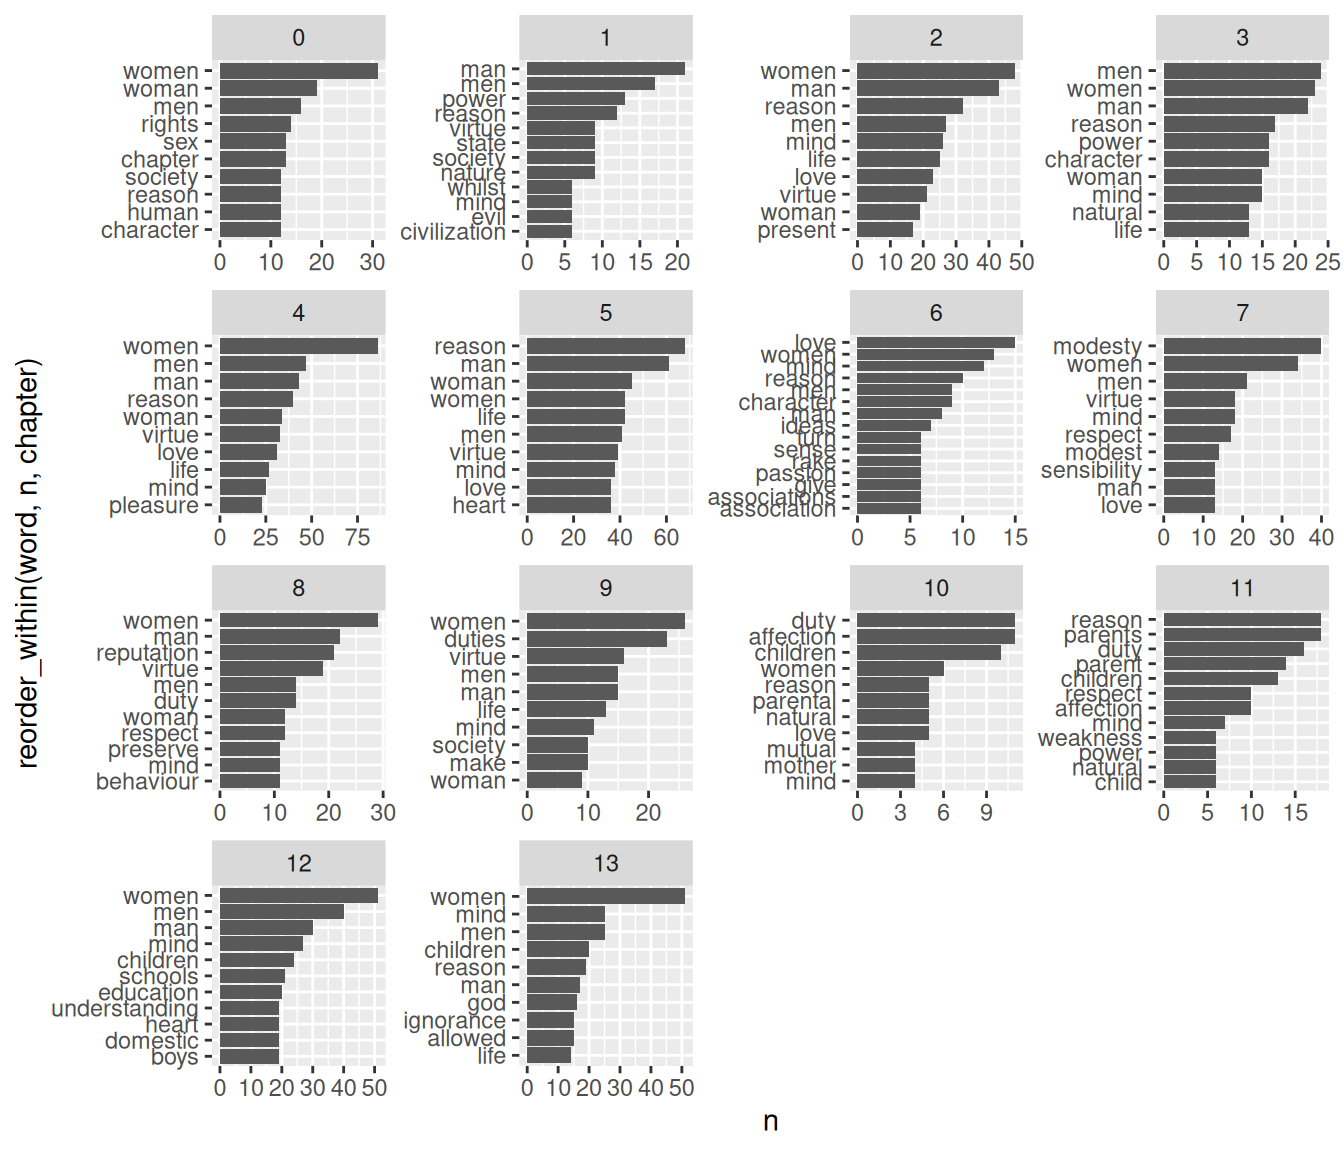 0
women
woman
men
rights
sex
chapter
society
reason
human
character
0 10 20 30
1
man
men
power
reason
virtue
state
society
nature
whilst
mind
evil
civilization
0 5 10 15 20
2
women
man
reason
men
mind
life
love
virtue
woman
present
0 10 20 30 40 50
3
men
women
man
reason
power
character
woman
mind
natural
life
0 5 10 15 20 25
4
women
men
man
reason
woman
virtue
love
life
mind
pleasure
0 25 50 75
5
reason
man
woman
women
life
men
virtue
mind
love
heart
0 20 40 60
6
love
women
mind
reason
men
character
man
ideas
turn
sense
rake
passion
give
associations
association
0 5 10 15
7
modesty
women
men
virtue
mind
respect
modest
sensibility
man
love
0 10 20 30 40
8
women
man
reputation
virtue
men
duty
woman
respect
preserve
mind
behaviour
0 10 20 30
9
women
duties
virtue
men
man
life
mind
society
make
woman
0 10 20
10
duty
affection
children
women
reason
parental
natural
love
mutual
mother
mind
0 3 6 9
11
reason
parents
duty
parent
children
respect
affection
mind
weakness
power
natural
child
0 5 10 15
12
women
men
man
mind
children
schools
education
understanding
heart
domestic
boys
0 10 20 30 40 50
13
women
mind
men
children
reason
man
god
ignorance
allowed
life
0 10 20 30 40 50
reorder_within(word, n, chapter)
n